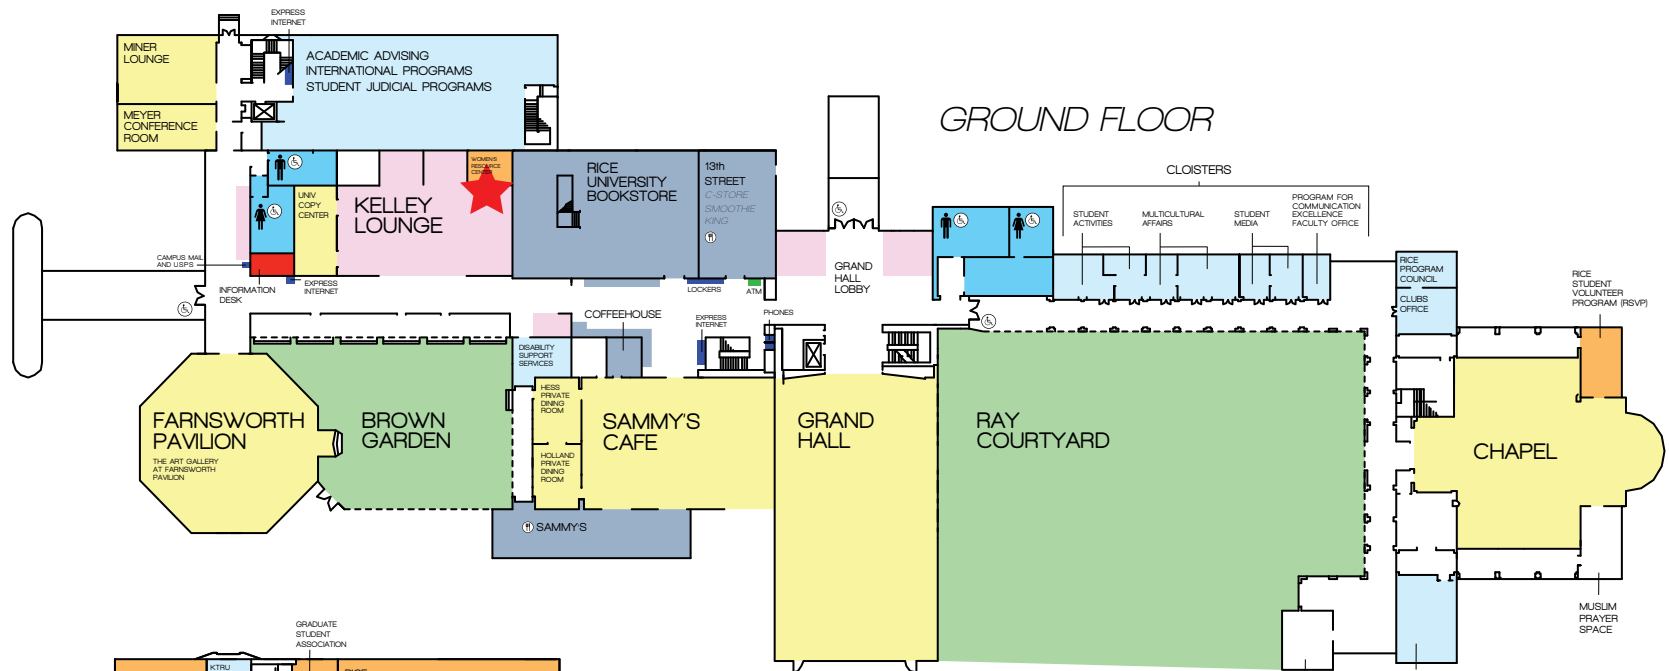 EXPRESS
INTERNET
MINER
LOUNGE
ACADEMIC ADVISING
INTERNATIONAL PROGRAMS
STUDENT JUDICIAL PROGRAMS
MEYER
CONFERENCE
ROOM
GROUND FLOOR
WOMEN'S
RESOURCE
CENTER
RICE
UNIVERSITY
BOOKSTORE
13th
STREET
C-STORE
SMOOTHIE
KING
UNIV
COPY
CENTER
KELLEY
LOUNGE
CAMPUS MAIL
AND USPS
INFORMATION
DESK
EXPRESS
INTERNET
LOCKERS
ATM
GRAND
HALL
LOBBY
CLOISTERS
STUDENT
ACTIVITIES
MULTICULTURAL
AFFAIRS
STUDENT
MEDIA
PROGRAM FOR
COMMUNICATION
EXCELLENCE
FACULTY OFFICE
RICE
PROGRAM
COUNCIL
CLUBS
OFFICE
RICE
STUDENT
VOLUNTEER
PROGRAM (RSVP)
COFFEEHOUSE
EXPRESS
INTERNET
PHONES
DISABILITY
SUPPORT
SERVICES
HESS
PRIVATE
DINING
ROOM
HOLLAND
PRIVATE
DINING
ROOM
FARNSWORTH
PAVILION
THE ART GALLERY
AT FARNSWORTH
PAVILION
BROWN
GARDEN
SAMMY'S
CAFE
GRAND
HALL
RAY
COURTYARD
CHAPEL
SAMMY'S
MUSLIM
PRAYER
SPACE
GRADUATE
STUDENT
ASSOCIATION
KTRU
RICE